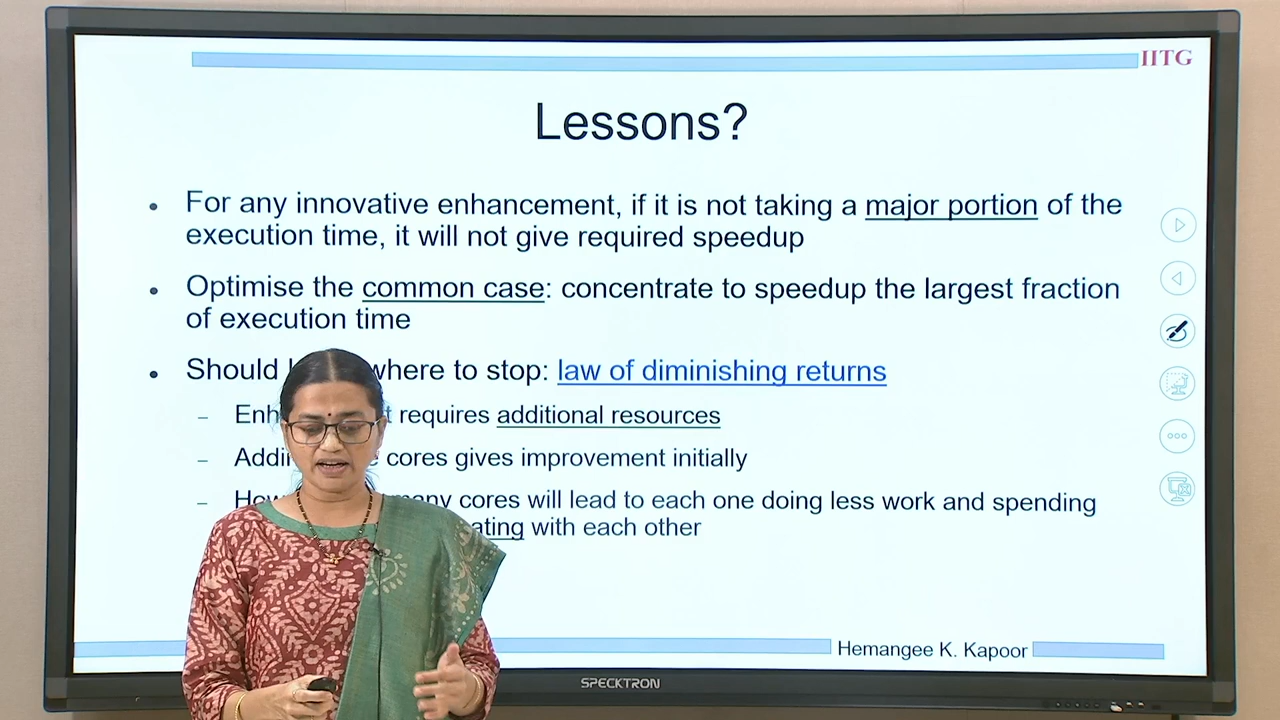 IITG
Lessons?
• For any innovative enhancement, if it is not taking a major portion of the
execution time, it will not give required speedup
• Optimise the common case: concentrate to speedup the largest fraction
of execution time
• Should where to stop: law of diminishing returns
– requires additional resources
– cores gives improvement initially
– many cores will lead to each one doing less work and spending
with each other
Hemangee K. Kapoor
SPECKTRON